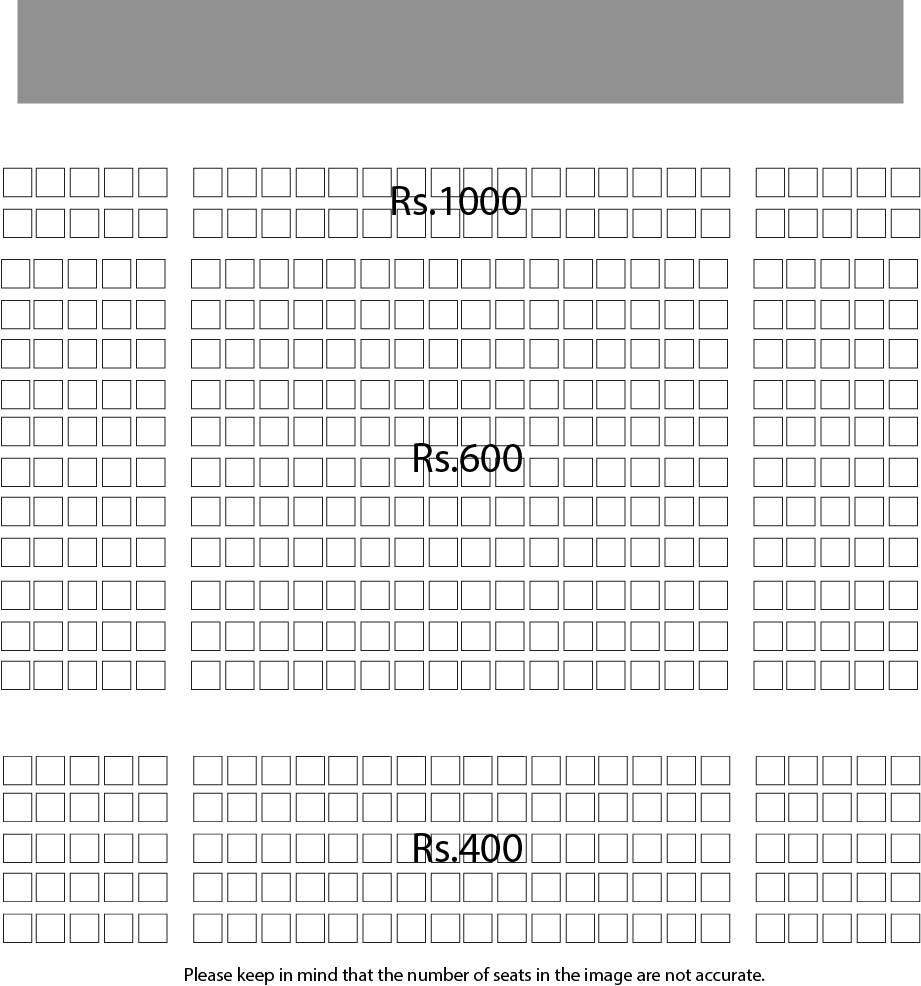 Rs.1000
Rs.600
Rs.400
Please keep in mind that the number of seats in the image are not accurate.